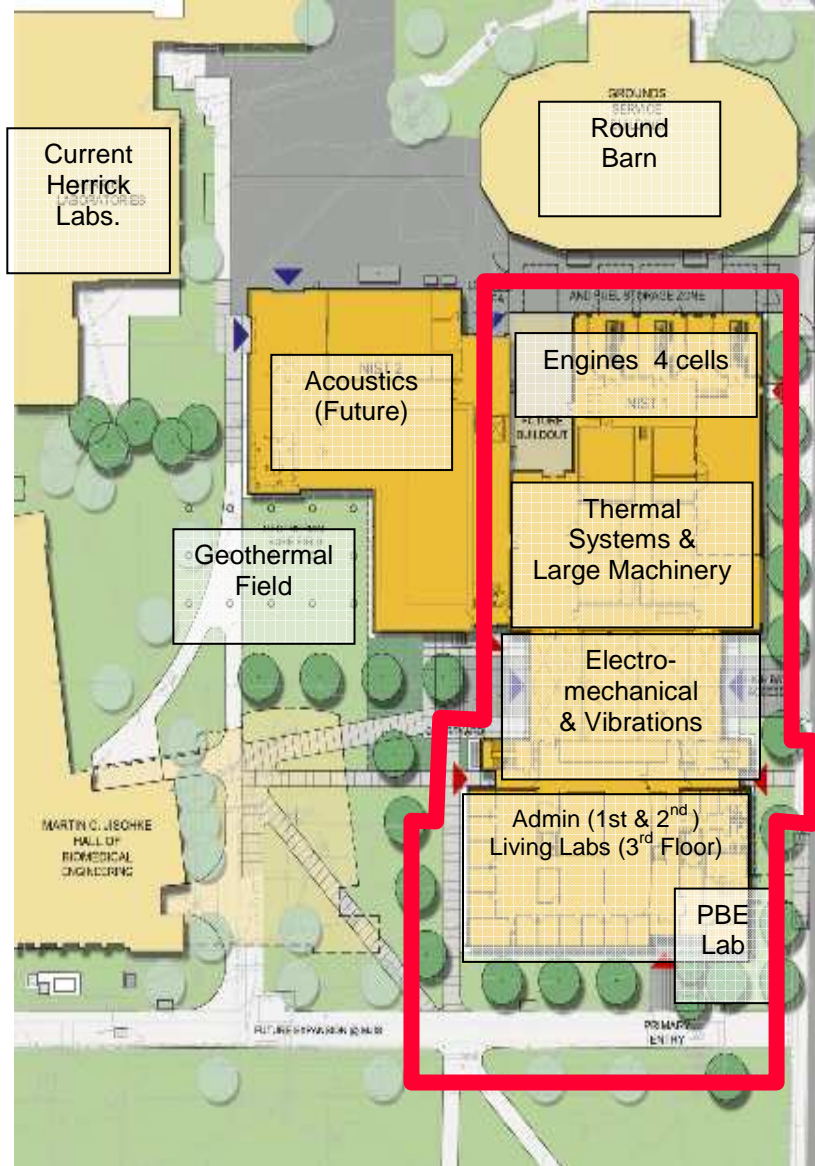 GROUNDS
SERVICE
Round
Barn
Current
Herrick
LABORATORIES
Labs.
AND FUEL STORAGE ZONE
Engines  4 cells
NIST 2
NIST 1
Acoustics
(Future)
FUTURE
BUILDOUT
Thermal
Systems &
Large Machinery
Geothermal
Field
Electro-
mechanical
& Vibrations
Admin (1st & 2nd )
Living Labs (3rd Floor)
MARTIN C. JISCHKE
HALL OF
BIOMEDICAL
ENGINEERING
PBE
Lab
FUTURE EXPANSION @ MJIS
PRIMARY
ENTRY